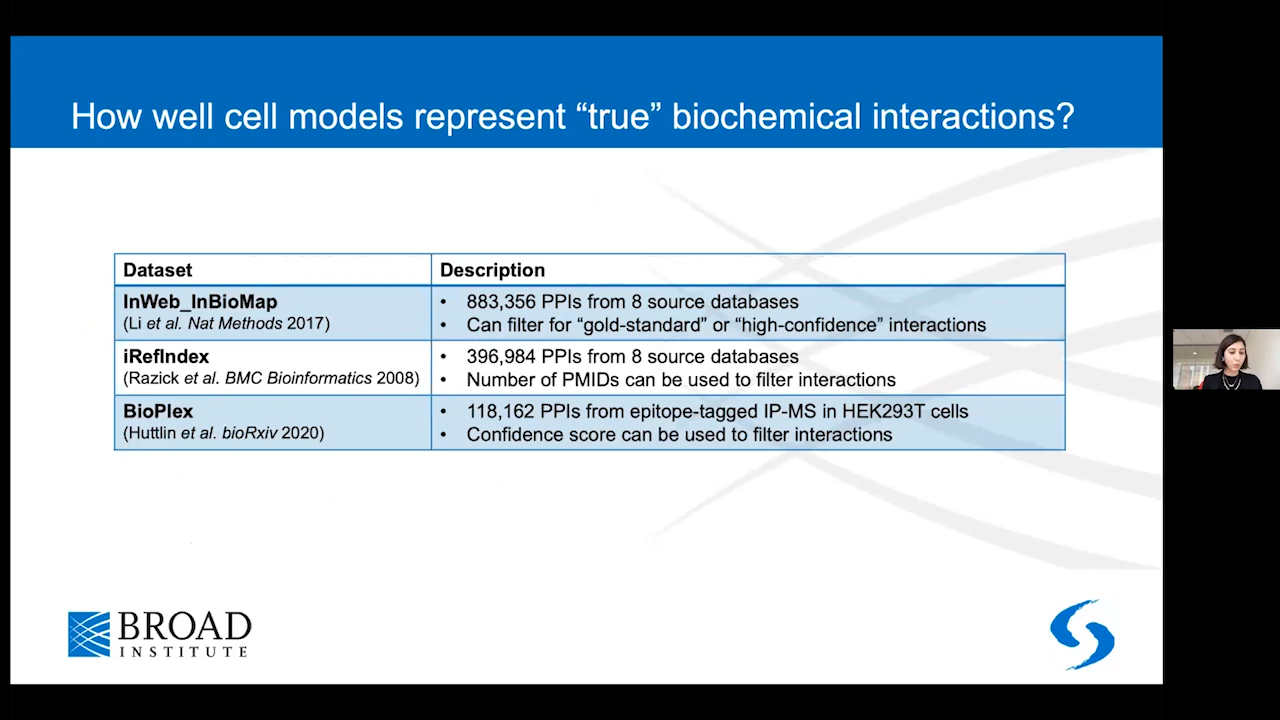 How well cell models represent “true” biochemical interactions?
Dataset
Description
InWeb_InBioMap
(Li et al. Nat Methods 2017)
• 883,356 PPIs from 8 source databases
• Can filter for “gold-standard” or “high-confidence” interactions
iRefIndex
(Razick et al. BMC Bioinformatics 2008)
• 396,984 PPIs from 8 source databases
• Number of PMIDs can be used to filter interactions
BioPlex
(Huttlin et al. bioRxiv 2020)
• 118,162 PPIs from epitope-tagged IP-MS in HEK293T cells
• Confidence score can be used to filter interactions
BROAD
INSTITUTE